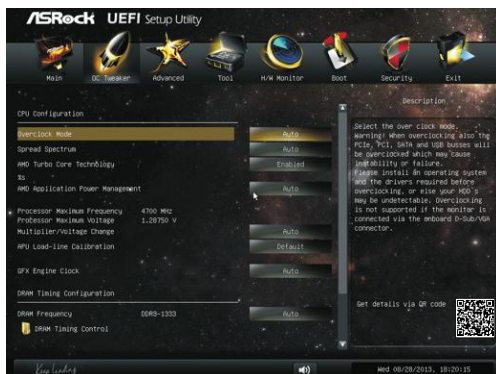 ASRock UEFI Setup Utility
Main
OC Tweaker
Advanced
Tool
H/W Monitor
Boot
Security
Exit
CPU Configuration
Overclock Mode Auto
Spread Spectrum Auto
AMD Turbo Core Technology Enabled
%s
AMD Application Power Management Auto
Processor Maximum Frequency 4700 MHz
Processor Maximum Voltage 1.28750 V
Multiplier/Voltage Change Auto
APU Load-line Calibration Default
GFX Engine Clock Auto
DRAM Timing Configuration
DRAM Frequency DDR3-1333 Auto
DRAM Timing Control
Description
Select the over clock mode.
Warning! When overclocking also the
PCIe, PCI, SATA and USB busses will
be overclocked which may cause
instability or failure.
Please install an operating system
and the drivers required before
overclocking, or else your HDD's
may be undetectable. Overclocking
is not supported if the monitor is
connected via the onboard D-Sub/VGA
connector.
Get details via QR code
Keep Leading
Wed 08/28/2013, 18:20:15